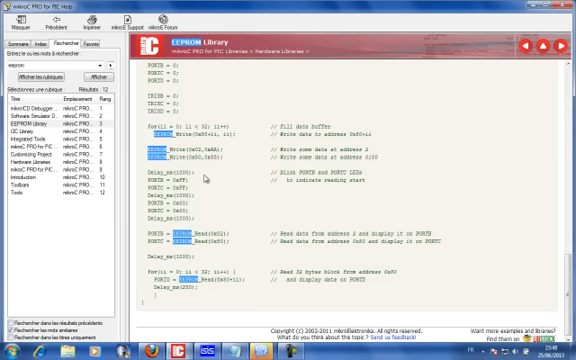 mikroC PRO for PIC Help
Masquer
Précédent
Imprimer
mikroE Support
mikroE Forum
Sommaire
Index
Rechercher
Favoris
Entrez le ou les mots à rechercher :
eeprom
Afficher les rubriques
Afficher
Sélectionnez une rubrique :
Résultats : 12
Titre Emplacement Rang
mikroICD Debugger ... mikroC PRO... 1
Software Simulator D... mikroC PRO... 2
EEPROM Library mikroC PRO... 3
I2C Library mikroC PRO... 4
Integrated Tools mikroC PRO... 5
Getting Started mikroC PRO... 6
Customizing Project mikroC PRO... 7
Hardware Libraries mikroC PRO... 8
Introduction mikroC PRO... 9
Toolbars mikroC PRO... 11
Tools mikroC PRO... 12
Rechercher dans les résultats précédents
Rechercher les mots similaires
Rechercher dans les titres uniquement
EEPROM Library
mikroC PRO for PIC Libraries > Hardware Libraries >
PORTB = 0;
PORTC = 0;
PORTD = 0;
TRISB = 0;
TRISC = 0;
TRISD = 0;
for(ii = 0; ii < 32; ii++) // Fill data buffer
EEPROM_Write(0x80+ii, ii); // Write data to address 0x80+ii
EEPROM_Write(0x02,0xAA); // Write some data at address 2
EEPROM_Write(0x50,0x55); // Write some data at address 0150
Delay_ms(1000); // Blink PORTB and PORTC LEDs
PORTB = 0xFF; // to indicate reading start
PORTC = 0xFF;
Delay_ms(1000);
PORTB = 0x00;
PORTC = 0x00;
Delay_ms(1000);
PORTB = EEPROM_Read(0x02); // Read data from address 2 and display it on PORTB
PORTC = EEPROM_Read(0x50); // Read data from address 0x50 and display it on PORTC
Delay_ms(1000);
for(ii = 0; ii < 32; ii++) { // Read 32 bytes block from address 0x80
PORTD = EEPROM_Read(0x80+ii); // and display data on PORTD
Delay_ms(250);
}
}
Copyright (c) 2002-2011 mikroElektronika. All rights reserved.
What do you think about this topic ? Send us feedback!
Want more examples and libraries?
Find them on LIBSTOCK
FR
23:48
25/06/2013